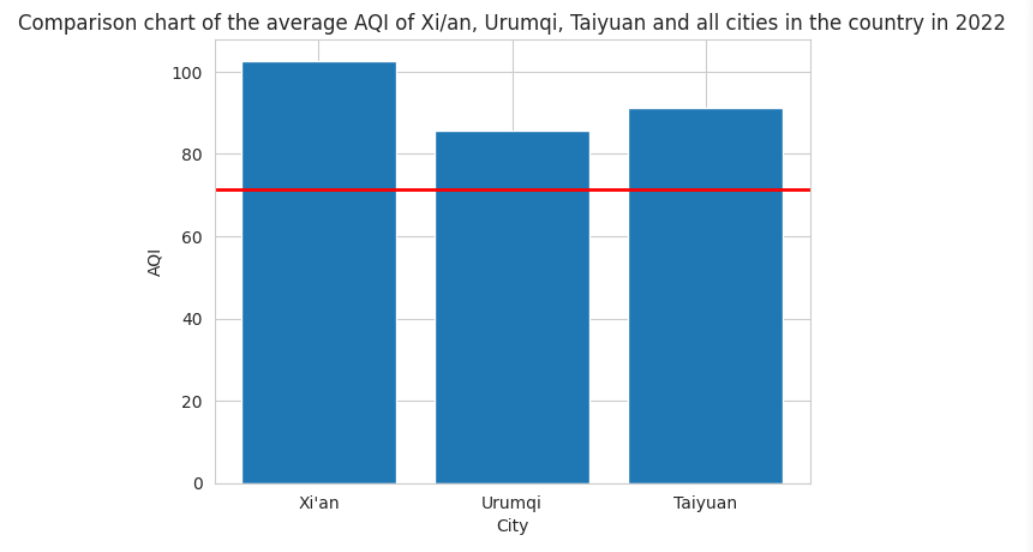 Comparison chart of the average AQI of Xi/an, Urumqi, Taiyuan and all cities in the country in 2022
100
80
60
40
20
0
AQI
Xi'an Urumqi Taiyuan
City